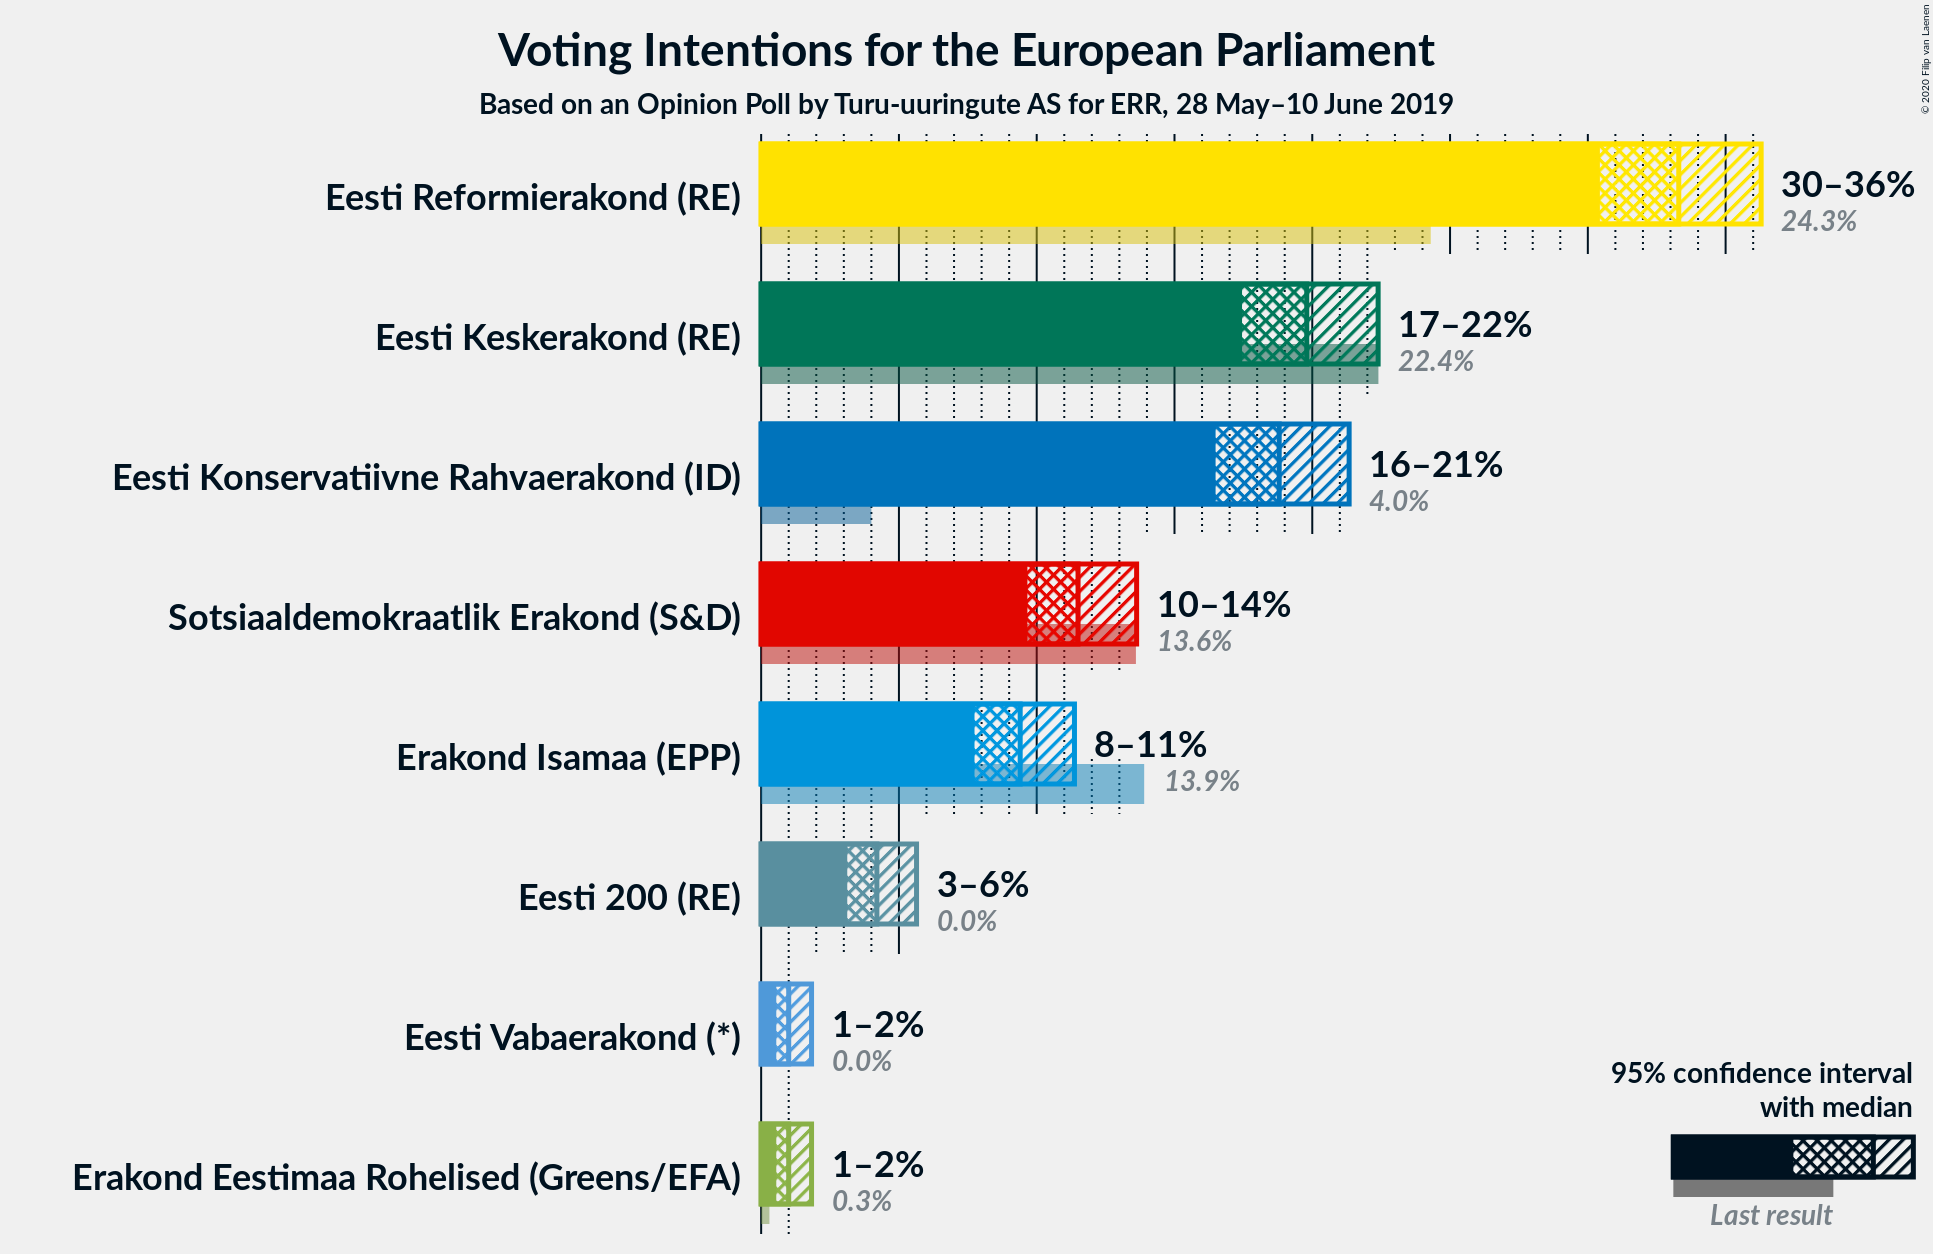 Voting Intentions for the European Parliament
Based on an Opinion Poll by Turu-uuringute AS for ERR, 28 May–10 June 2019
© 2020 Filip van Laenen
Eesti Reformierakond (RE)
30–36%
24.3%
Eesti Keskerakond (RE)
17–22%
22.4%
Eesti Konservatiivne Rahvaerakond (ID)
16–21%
4.0%
Sotsiaaldemokraatlik Erakond (S&D)
10–14%
13.6%
Erakond Isamaa (EPP)
8–11%
13.9%
Eesti 200 (RE)
3–6%
0.0%
Eesti Vabaerakond (*)
1–2%
0.0%
Erakond Eestimaa Rohelised (Greens/EFA)
1–2%
0.3%
95% confidence interval
with median
Last result